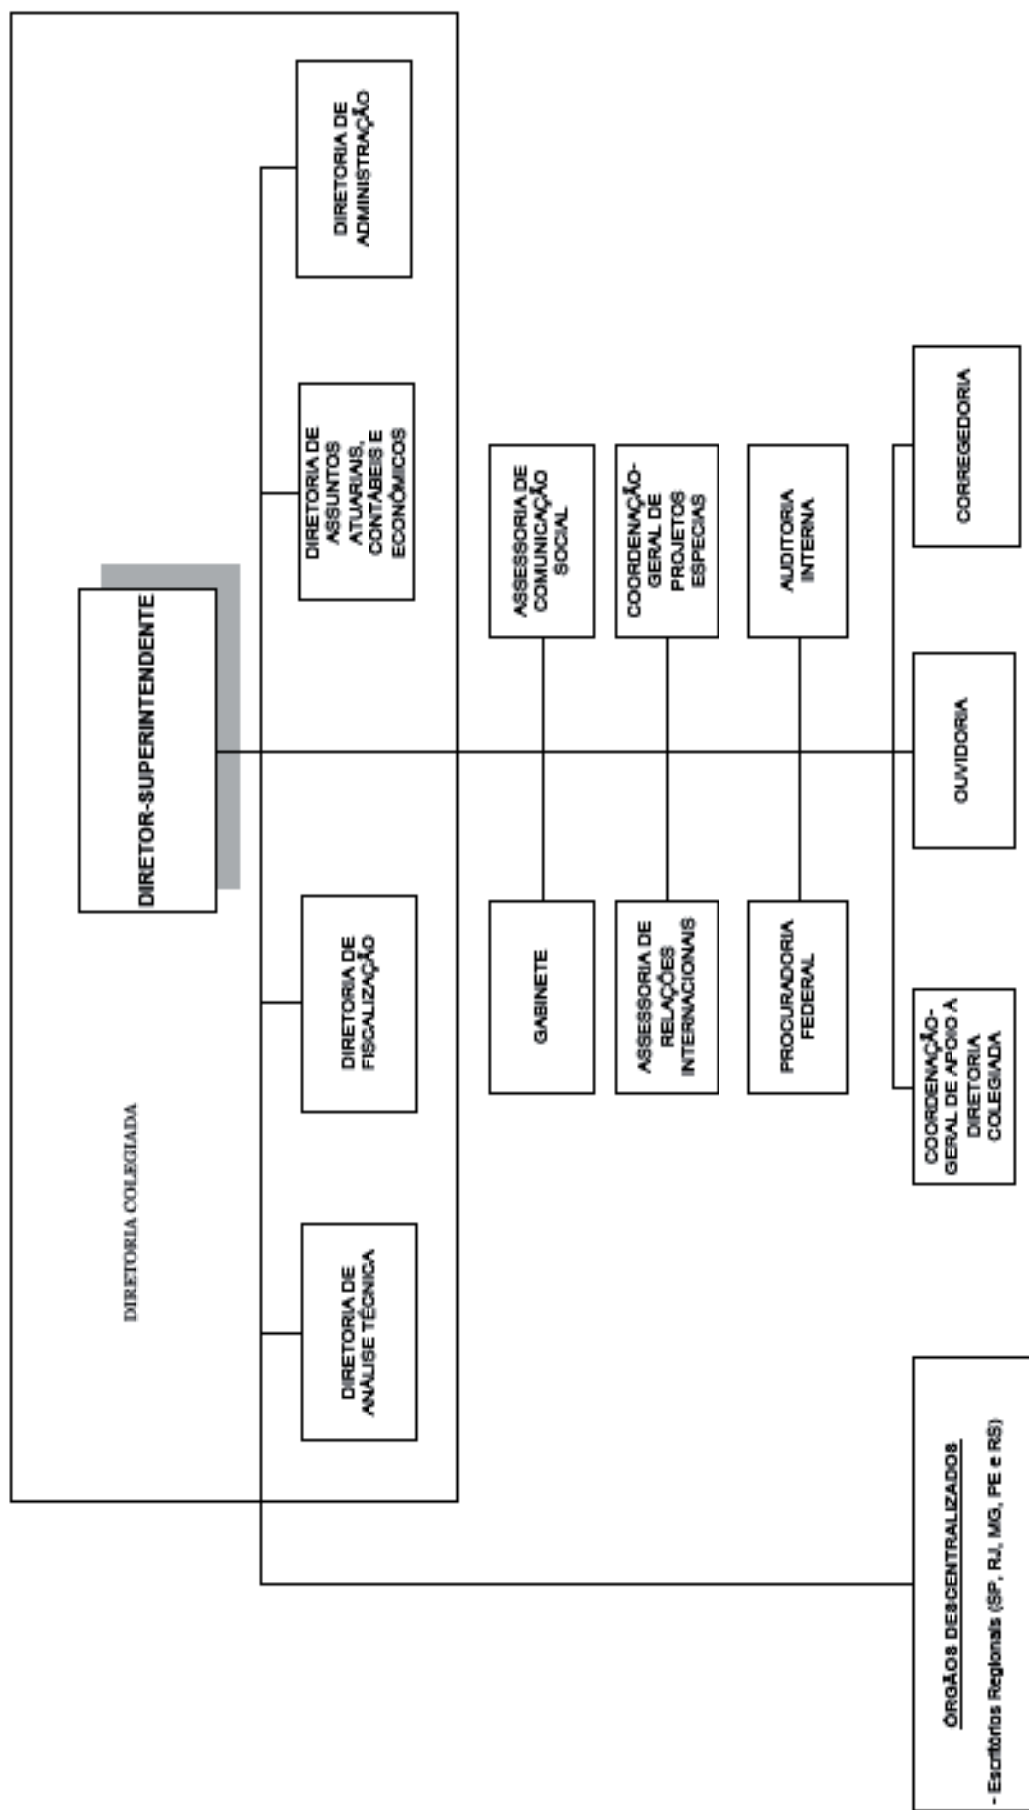 DIRETORIA COLEGIADA
DIRETOR-SUPERINTENDENTE
DIRETORIA DE
ANÁLISE TÉCNICA
DIRETORIA DE
FISCALIZAÇÃO
DIRETORIA DE
ASSUNTOS
ATUARIAIS,
CONTÁBEIS E
ECONÔMICOS
DIRETORIA DE
ADMINISTRAÇÃO
GABINETE
ASSESSORIA DE
COMUNICAÇÃO
SOCIAL
ASSESSORIA DE
RELAÇÕES
INTERNACIONAIS
COORDENAÇÃO-
GERAL DE
PROJETOS
ESPECIAS
PROCURADORIA
FEDERAL
AUDITORIA
INTERNA
ÓRGÃOS DESCENTRALIZADOS
- Escritórios Regionais (SP, RJ, MG, PE e RS)
COORDENAÇÃO-
GERAL DE APOIO À
DIRETORIA
COLEGIADA
OUVIDORIA
CORREGEDORIA